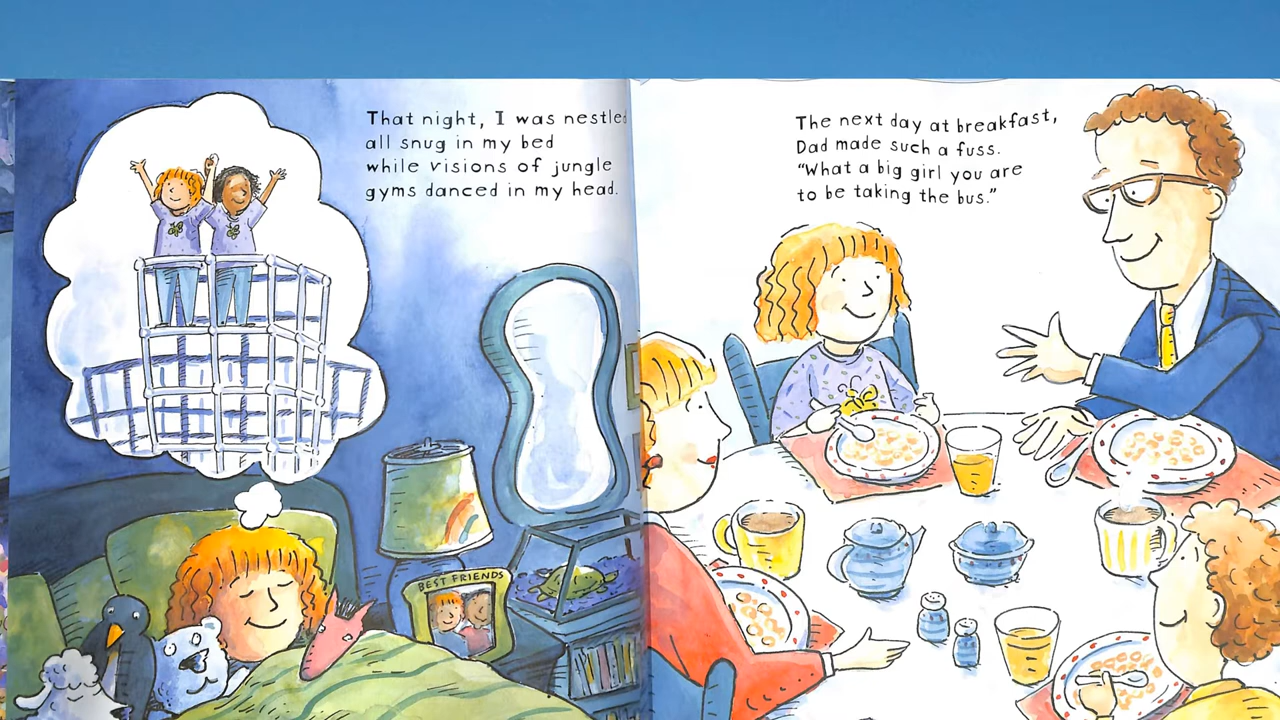 That night, I was nestled
all snug in my bed
while visions of jungle
gyms danced in my head.
BEST FRIENDS
The next day at breakfast,
Dad made such a fuss.
"What a big girl you are
to be taking the bus."